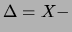 Δ = X −